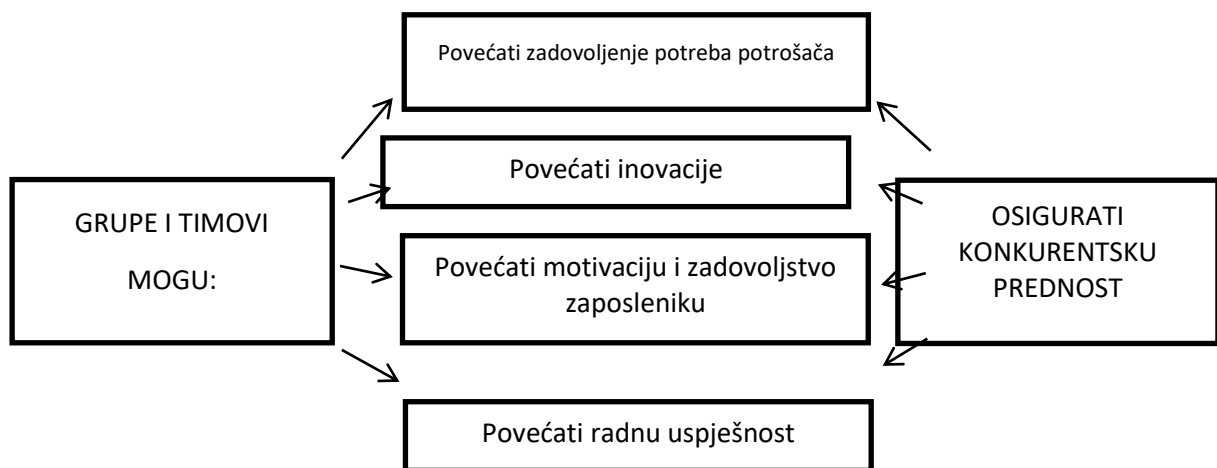 Povećati zadovoljenje potreba potrošača
Povećati inovacije
GRUPE I TIMOVI
MOGU:
Povećati motivaciju i zadovoljstvo
zaposleniku
Povećati radnu uspješnost
OSIGURATI
KONKURENTSKU
PREDNOST